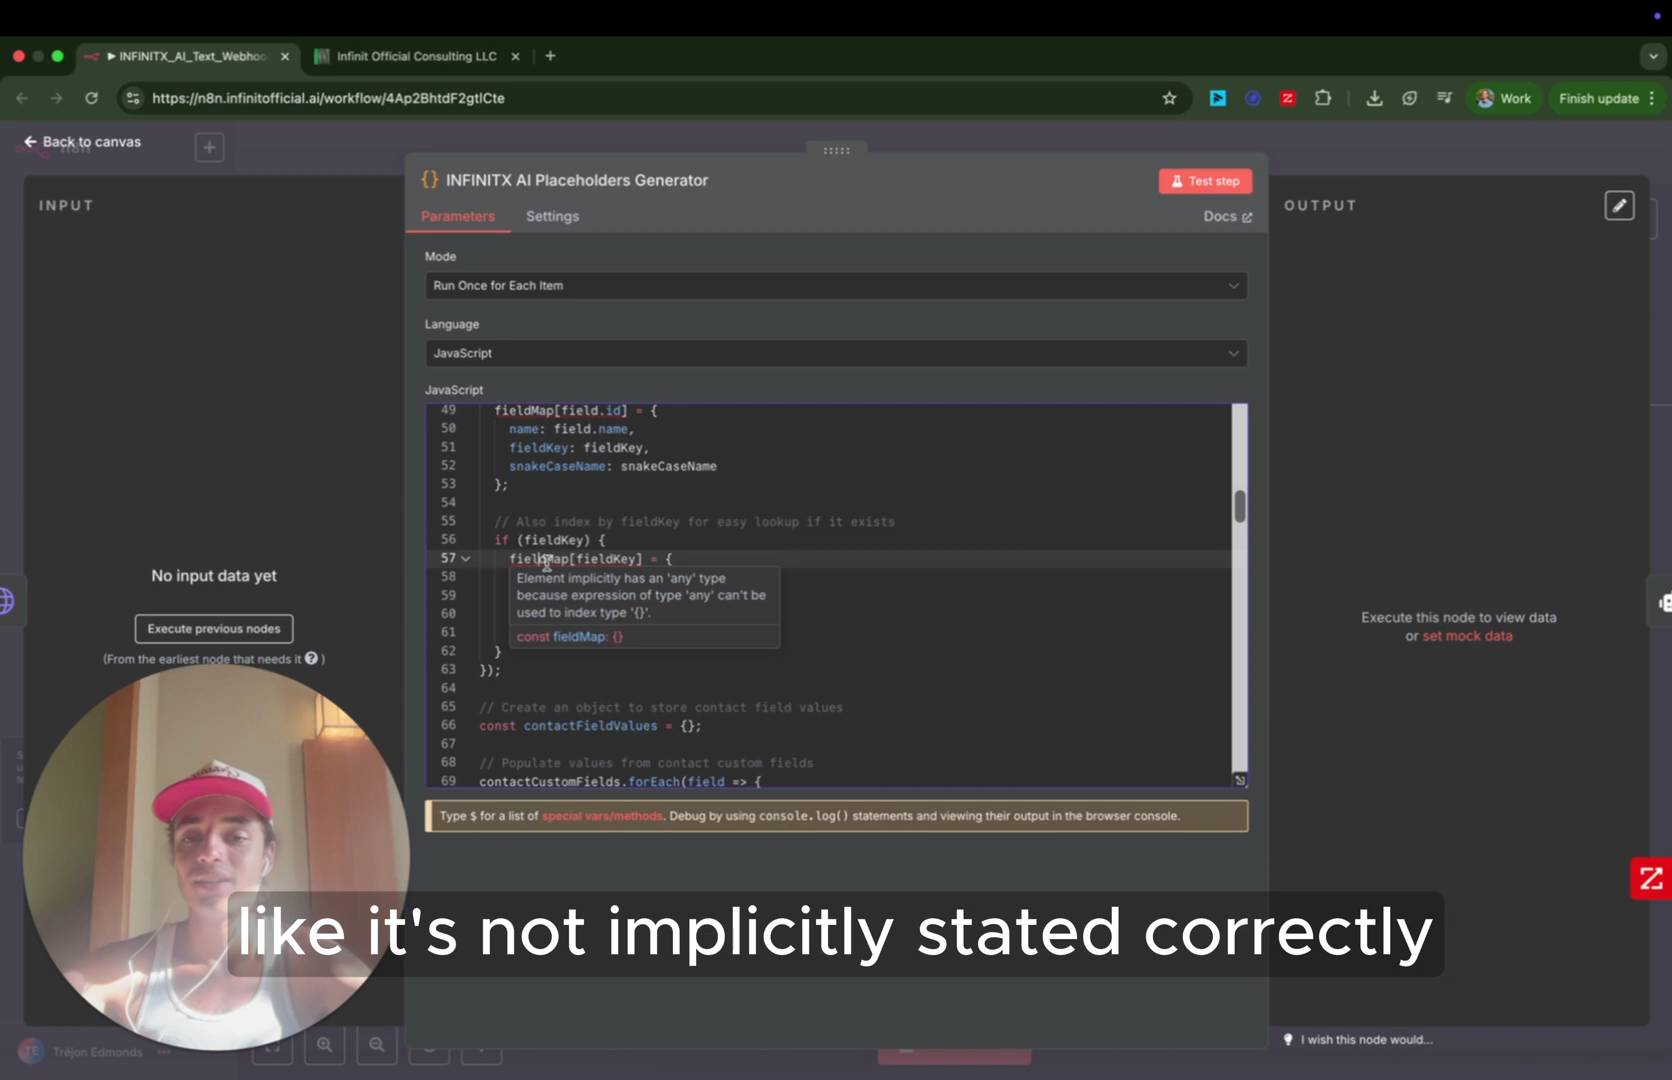 INFINITX_AI_Text_Webhoo
Infinit Official Consulting LLC
https://n8n.infinitofficial.ai/workflow/4Ap2BhtdF2gtlCte
Work
Finish update
Back to canvas
INPUT
INFINITX AI Placeholders Generator
Test step
OUTPUT
Parameters
Settings
Docs
Mode
Run Once for Each Item
Language
JavaScript
JavaScript
49 fieldMap[field.id] = {
50 name: field.name,
51 fieldKey: fieldKey,
52 snakeCaseName: snakeCaseName
53 };
54
55 // Also index by fieldKey for easy lookup if it exists
56 if (fieldKey) {
57 fieldMap[fieldKey] = {
58
59
60
61
62 }
63 });
64
65 // Create an object to store contact field values
66 const contactFieldValues = {};
67
68 // Populate values from contact custom fields
69 contactCustomFields.forEach(field => {
Element implicitly has an 'any' type
because expression of type 'any' can't be
used to index type '{}'.
const fieldMap: {}
No input data yet
Execute previous nodes
(From the earliest node that needs it ? )
Execute this node to view data
or set mock data
Type $ for a list of special vars/methods. Debug by using console.log() statements and viewing their output in the browser console.
like it's not implicitly stated correctly
TE
Tréjon Edmonds
I wish this node would...